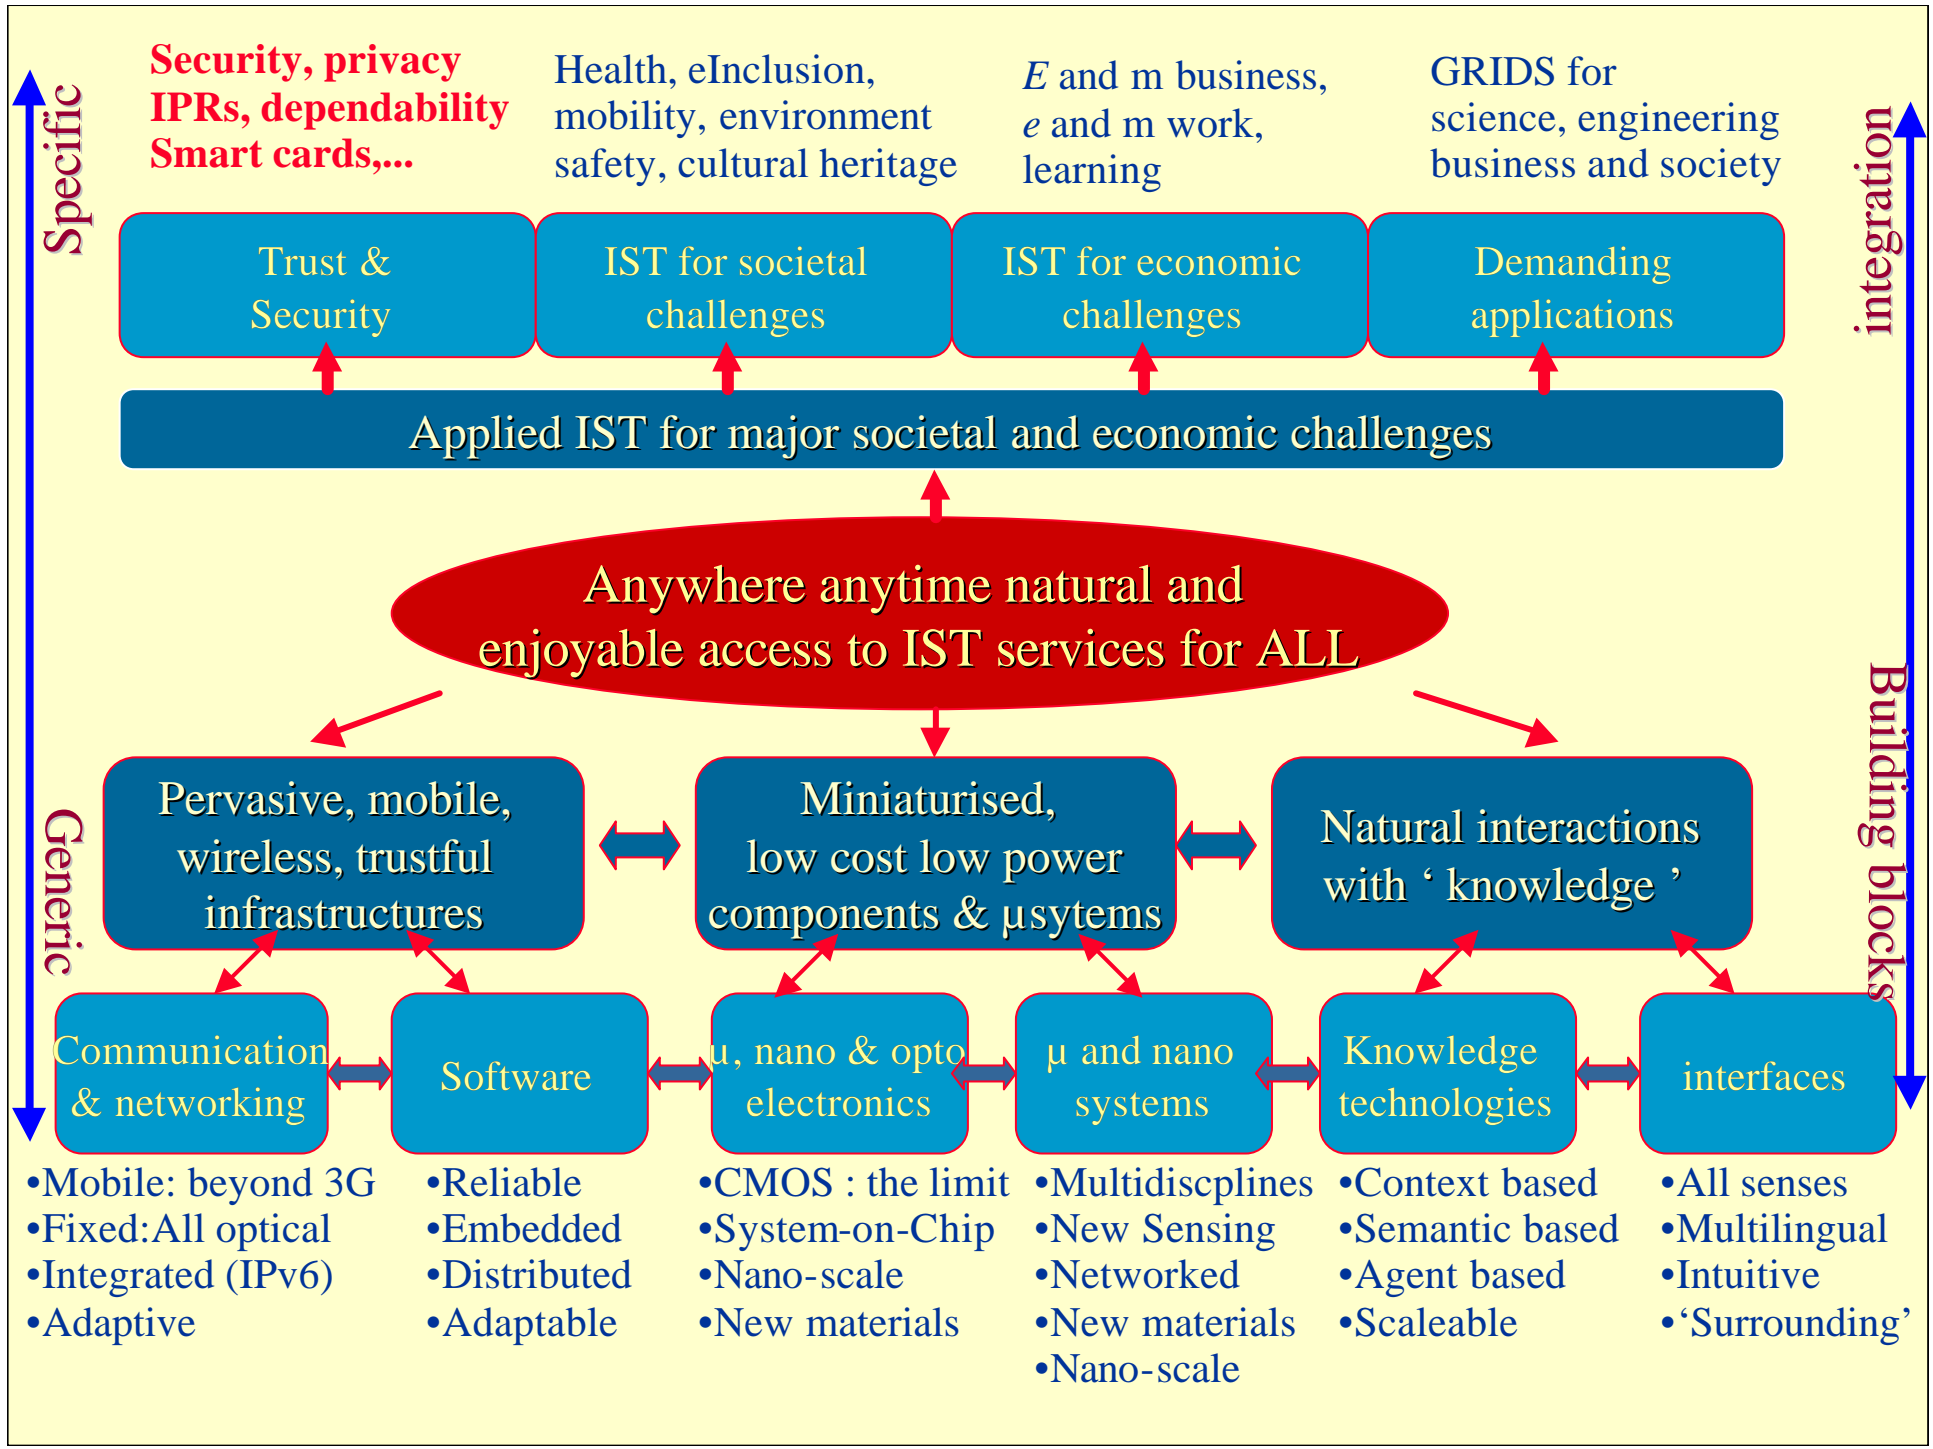 Specific
Security, privacy
IPRs, dependability
Smart cards,...
Health, eInclusion,
mobility, environment
safety, cultural heritage
E and m business,
e and m work,
learning
GRIDS for
science, engineering
business and society
integration
Trust &
Security
IST for societal
challenges
IST for economic
challenges
Demanding
applications
Applied IST for major societal and economic challenges
Anywhere anytime natural and
enjoyable access to IST services for ALL
Generic
Pervasive, mobile,
wireless, trustful
infrastructures
Miniaturised,
low cost low power
components & µsytems
Natural interactions
with ‘ knowledge ’
Building blocks
Communication
& networking
Software
µ, nano & opto
electronics
µ and nano
systems
Knowledge
technologies
interfaces
•Mobile: beyond 3G
•Fixed:All optical
•Integrated (IPv6)
•Adaptive
•Reliable
•Embedded
•Distributed
•Adaptable
•CMOS : the limit
•System-on-Chip
•Nano-scale
•New materials
•Multidiscplines
•New Sensing
•Networked
•New materials
•Nano-scale
•Context based
•Semantic based
•Agent based
•Scaleable
•All senses
•Multilingual
•Intuitive
•‘Surrounding’